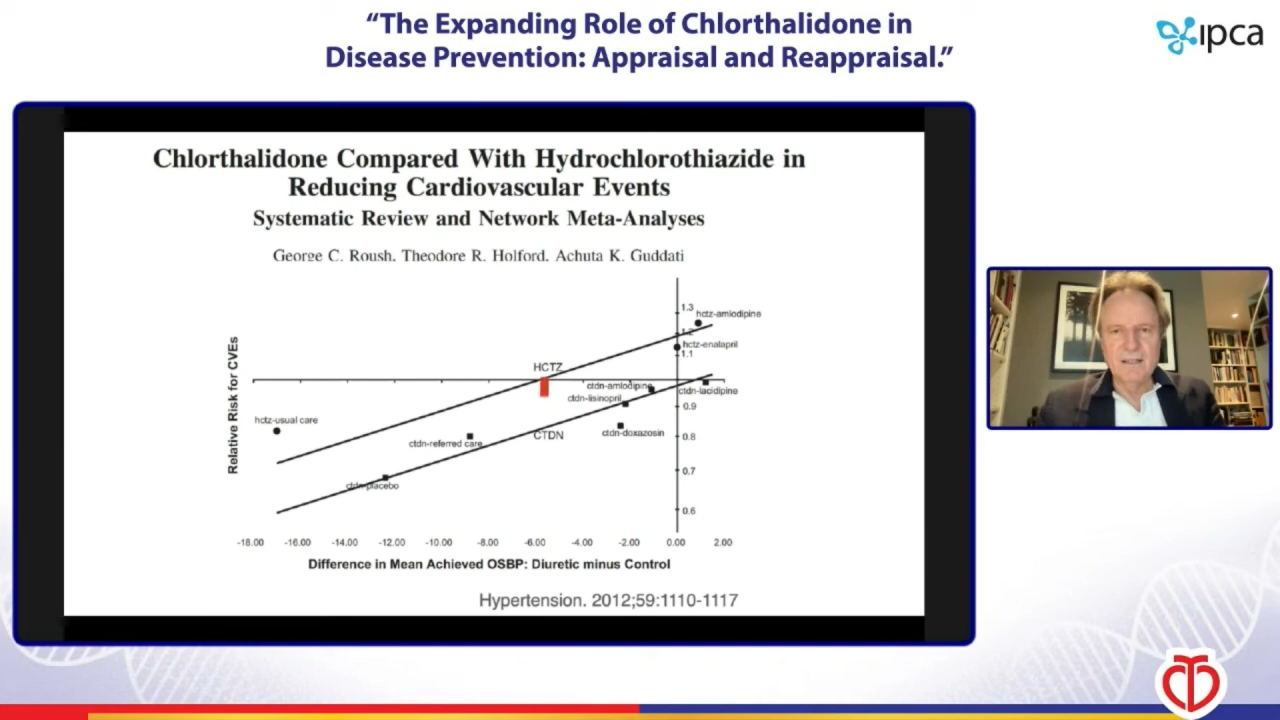 “The Expanding Role of Chlorthalidone in
Disease Prevention: Appraisal and Reappraisal.”
ipca
Chlorthalidone Compared With Hydrochlorothiazide in
Reducing Cardiovascular Events
Systematic Review and Network Meta-Analyses
George C. Roush, Theodore R. Holford, Achuta K. Guddati
Relative Risk for CVEs
1.3
hctz-amlodipine
1.2
hctz-enalapril
1.1
HCTZ
ctdn-amlodipine
ctdn-lacidipine
ctdn-lisinopril
0.9
hctz-usual care
ctdn-doxazosin
CTDN
0.8
ctdn-referred care
0.7
ctdn-placebo
0.6
-18.00 -16.00 -14.00 -12.00 -10.00 -8.00 -6.00 -4.00 -2.00 0.00 2.00
Difference in Mean Achieved OSBP: Diuretic minus Control
Hypertension. 2012;59:1110-1117